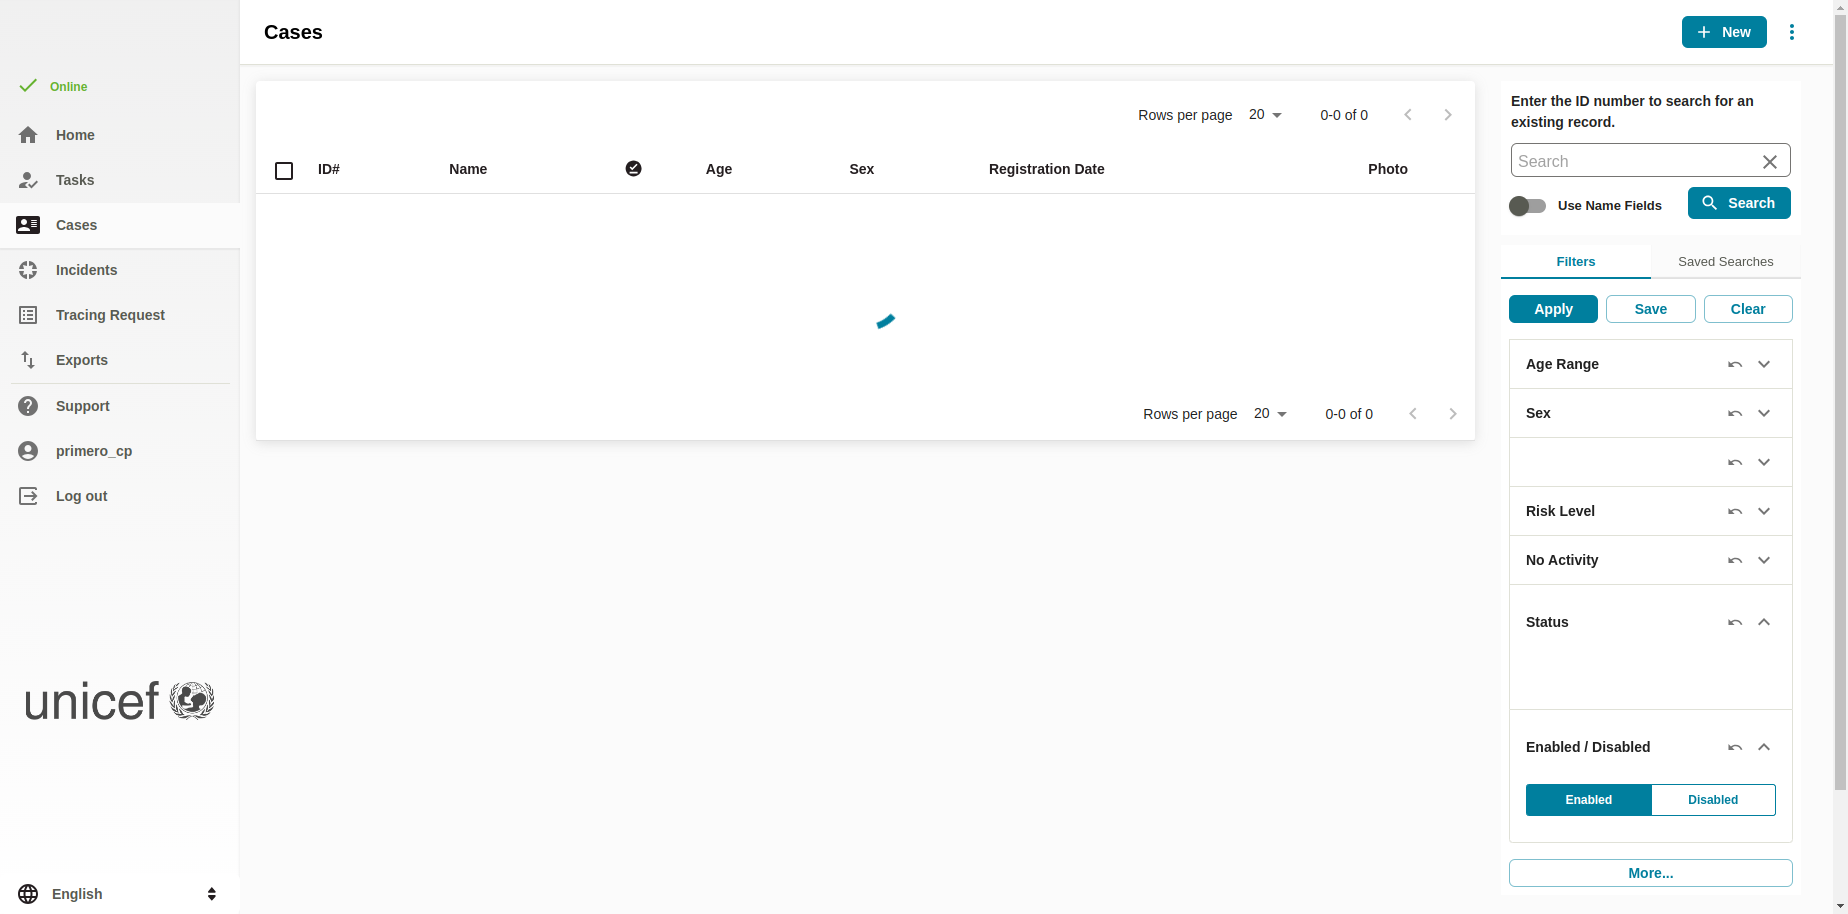 Cases
New
Online
Home
Tasks
Cases
Incidents
Tracing Request
Exports
Support
primero_cp
Log out
unicef
English
Rows per page 20 0-0 of 0
ID# Name Age Sex Registration Date Photo
Rows per page 20 0-0 of 0
Enter the ID number to search for an
existing record.
Search
Use Name Fields
Search
Filters Saved Searches
Apply Save Clear
Age Range
Sex
Risk Level
No Activity
Status
Enabled / Disabled
Enabled Disabled
More...